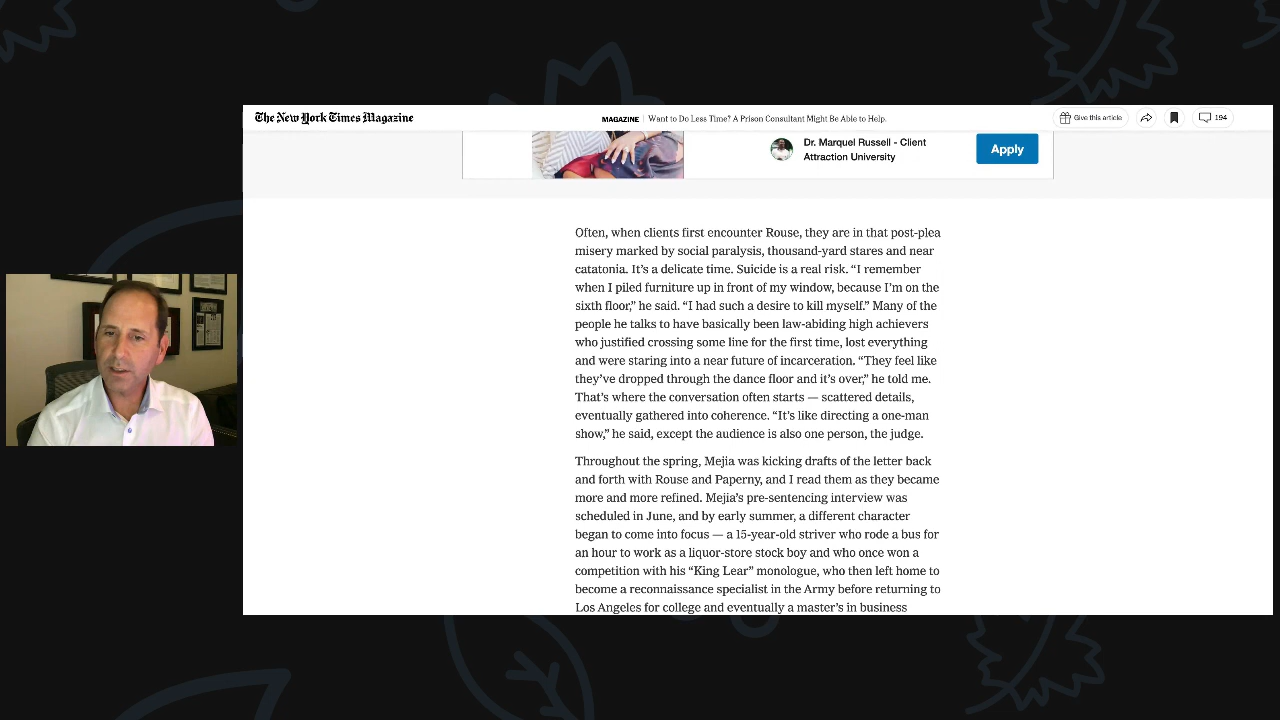 The New York Times Magazine
MAGAZINE | Want to Do Less Time? A Prison Consultant Might Be Able to Help.
Give this article
194
Dr. Marquel Russell - Client
Attraction University
Apply
Often, when clients first encounter Rouse, they are in that post-plea
misery marked by social paralysis, thousand-yard stares and near
catatonia. It’s a delicate time. Suicide is a real risk. “I remember
when I piled furniture up in front of my window, because I’m on the
sixth floor,” he said. “I had such a desire to kill myself.” Many of the
people he talks to have basically been law-abiding high achievers
who justified crossing some line for the first time, lost everything
and were staring into a near future of incarceration. “They feel like
they’ve dropped through the dance floor and it’s over,” he told me.
That’s where the conversation often starts — scattered details,
eventually gathered into coherence. “It’s like directing a one-man
show,” he said, except the audience is also one person, the judge.
Throughout the spring, Mejia was kicking drafts of the letter back
and forth with Rouse and Paperny, and I read them as they became
more and more refined. Mejia’s pre-sentencing interview was
scheduled in June, and by early summer, a different character
began to come into focus — a 15-year-old striver who rode a bus for
an hour to work as a liquor-store stock boy and who once won a
competition with his “King Lear” monologue, who then left home to
become a reconnaissance specialist in the Army before returning to
Los Angeles for college and eventually a master’s in business